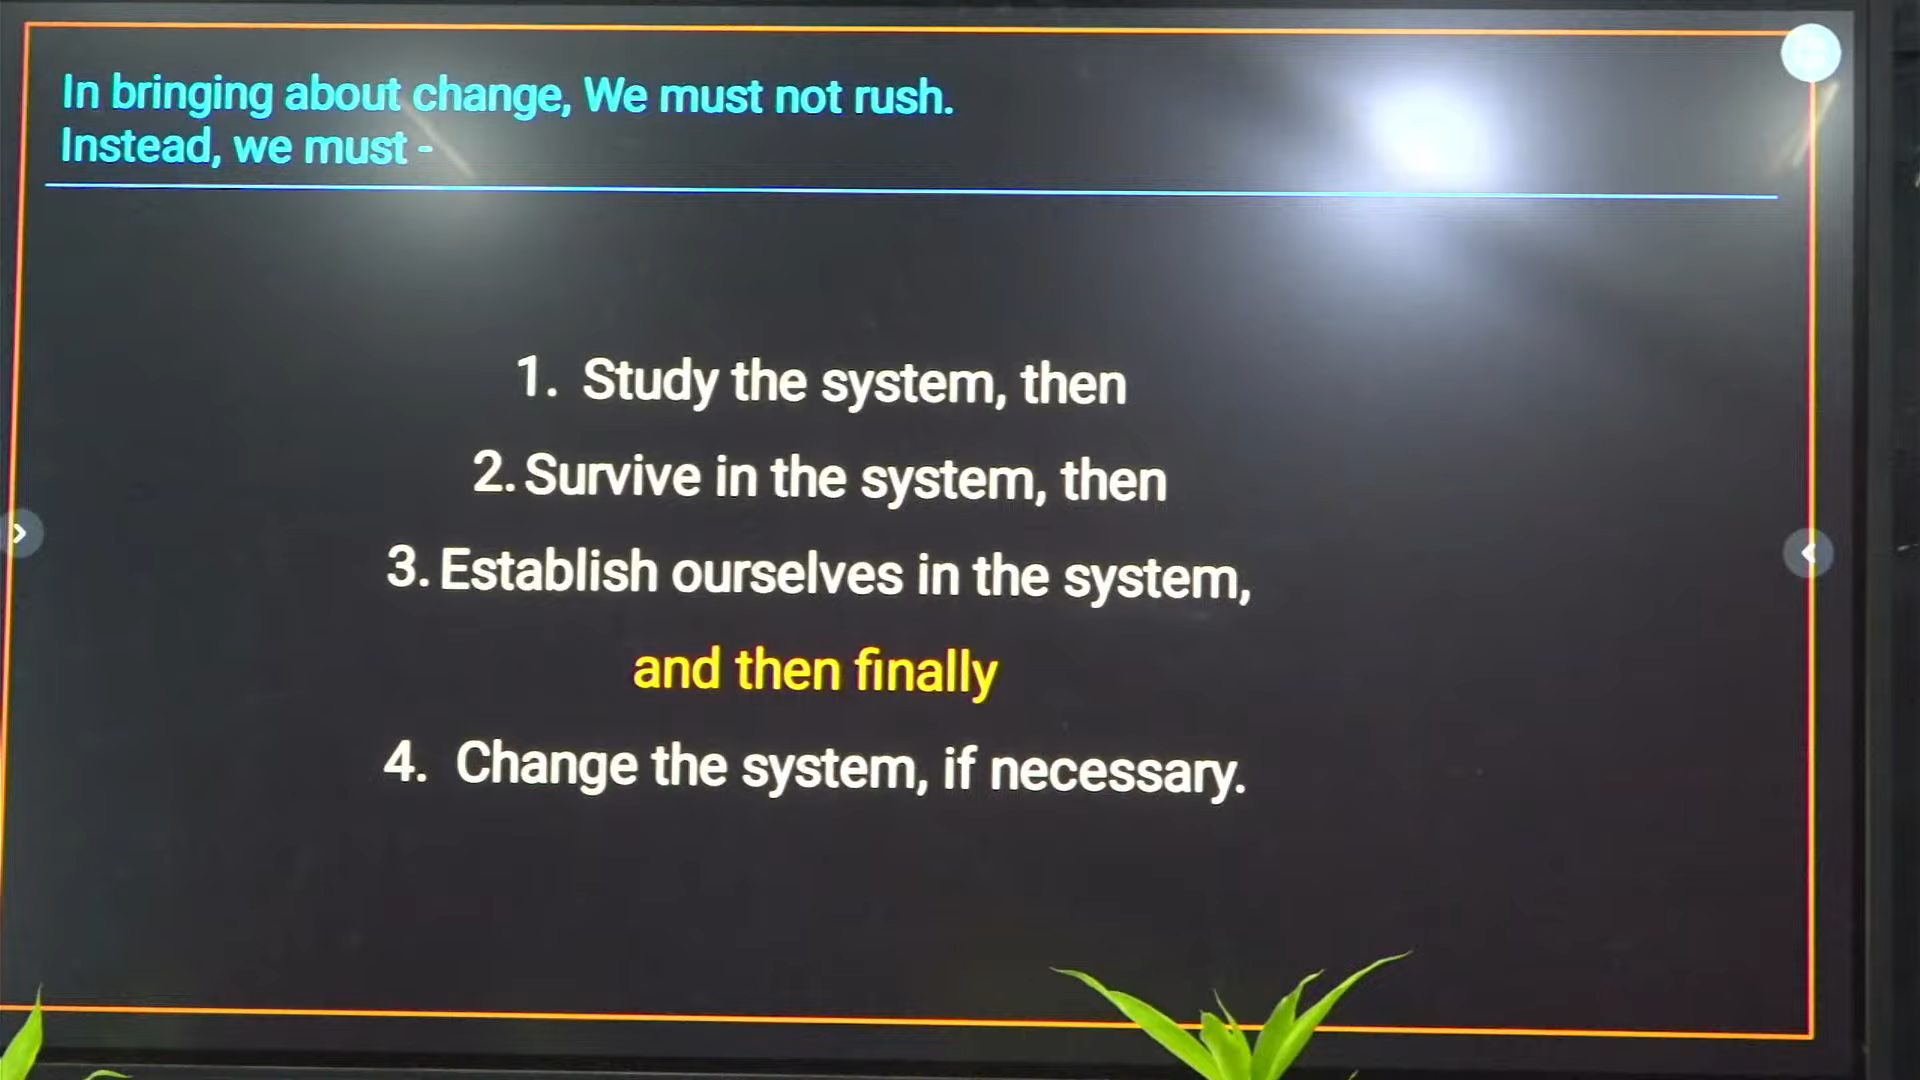 In bringing about change, We must not rush.
Instead, we must -
1. Study the system, then
2. Survive in the system, then
3. Establish ourselves in the system,
and then finally
4. Change the system, if necessary.